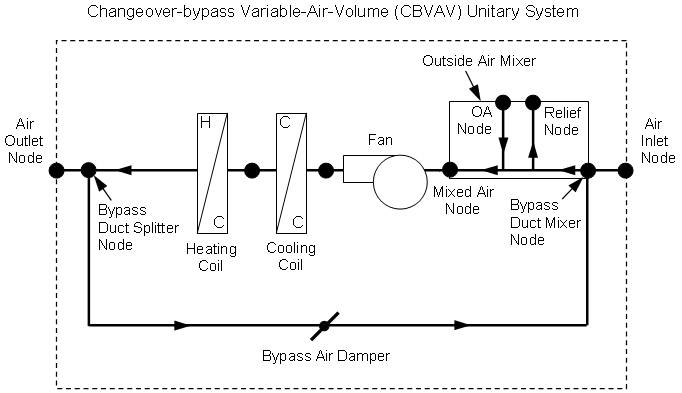 Changeover-bypass Variable-Air-Volume (CBVAV) Unitary System
Outside Air Mixer
OA
Node
Relief
Node
Air
Outlet
Node
Air
Inlet
Node
H
C
C
C
Fan
Mixed Air
Node
Bypass
Duct Splitter
Node
Bypass
Duct Mixer
Node
Heating
Coil
Cooling
Coil
Bypass Air Damper